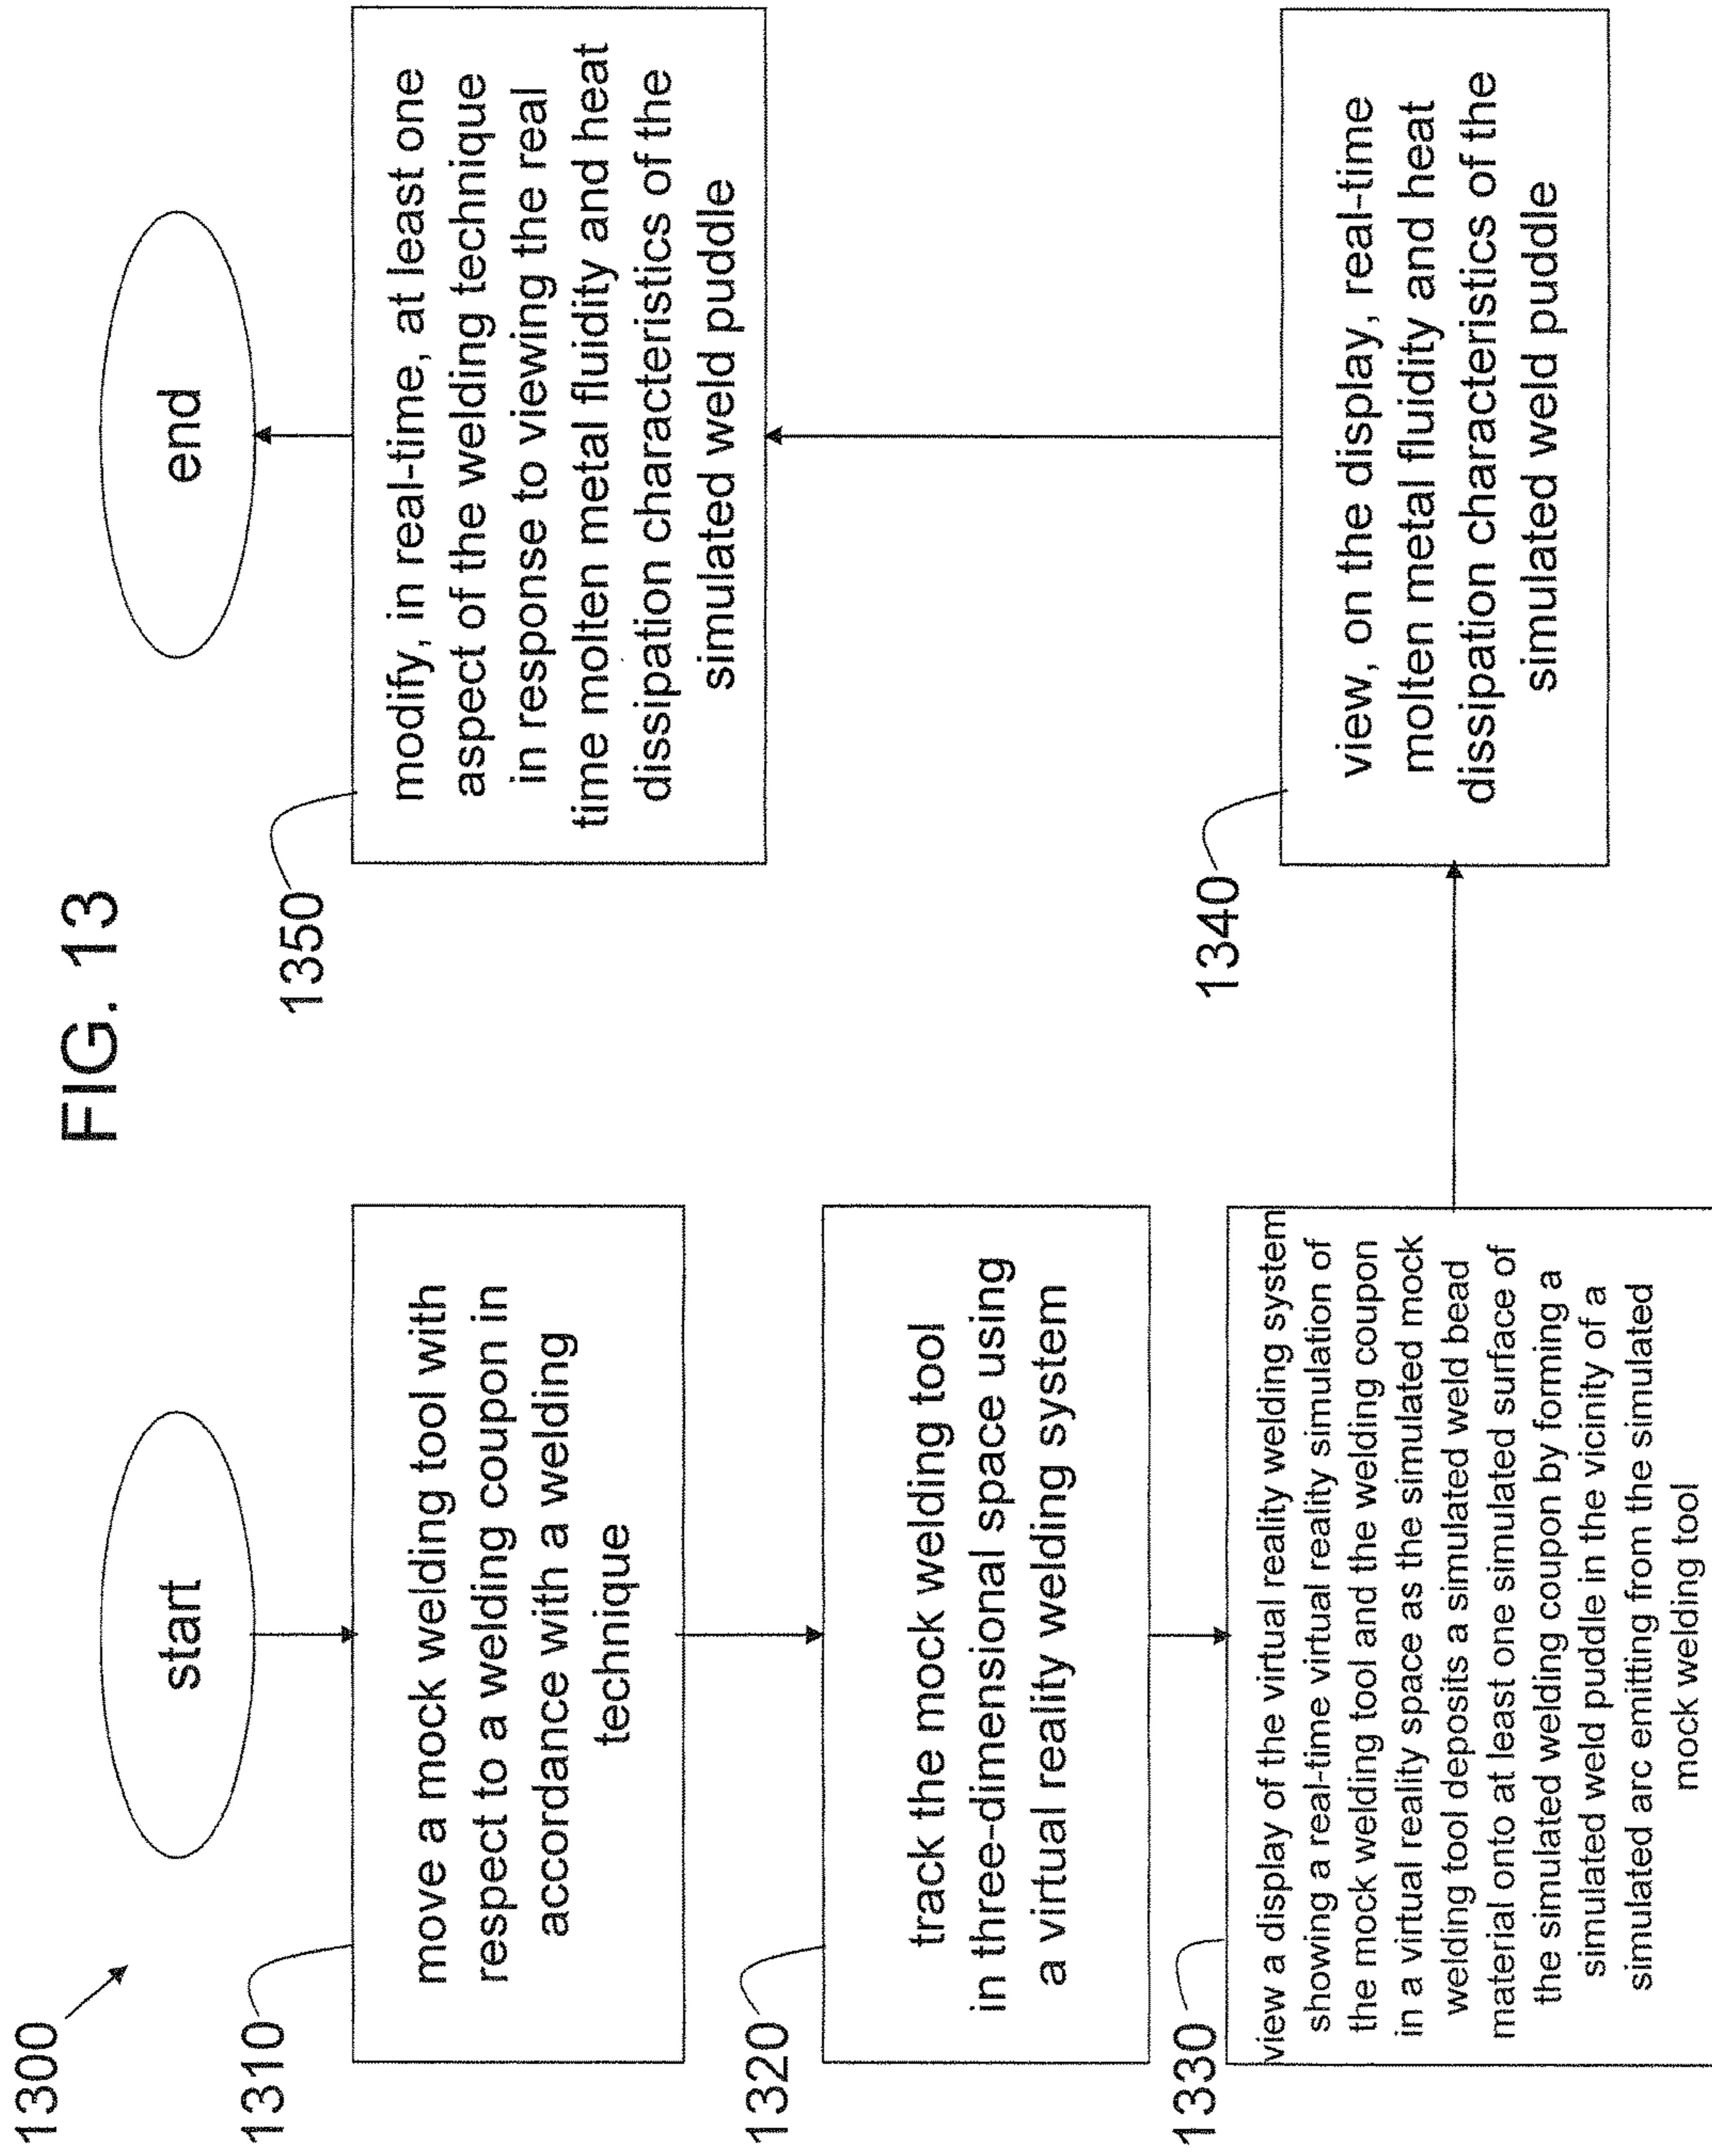 FIG. 13
1300
start
1310
move a mock welding tool with
respect to a welding coupon in
accordance with a welding
technique
1320
track the mock welding tool
in three-dimensional space using
a virtual reality welding system
1330
view a display of the virtual reality welding system
showing a real-time virtual reality simulation of
the mock welding tool and the welding coupon
in a virtual reality space as the simulated mock
welding tool deposits a simulated weld bead
material onto at least one simulated surface of
the simulated welding coupon by forming a
simulated weld puddle in the vicinity of a
simulated arc emitting from the simulated
mock welding tool
1340
view, on the display, real-time
molten metal fluidity and heat
dissipation characteristics of the
simulated weld puddle
1350
modify, in real-time, at least one
aspect of the welding technique
in response to viewing the real
time molten metal fluidity and heat
dissipation characteristics of the
simulated weld puddle
end